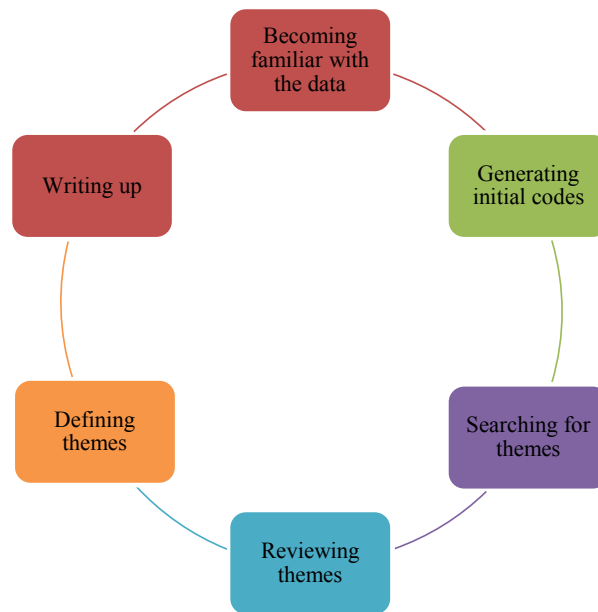 Becoming
familiar with
the data
Generating
initial codes
Searching for
themes
Reviewing
themes
Defining
themes
Writing up